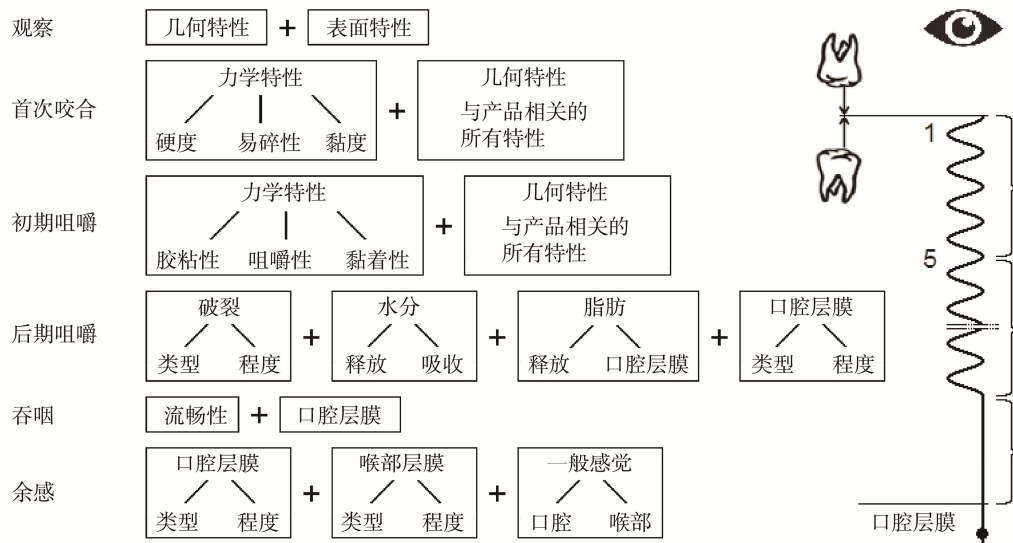 观察 几何特性 + 表面特性
首次咬合 力学特性 硬度 易碎性 黏度 + 几何特性 与产品相关的
所有特性
1
初期咀嚼 力学特性 胶粘性 咀嚼性 黏着性 + 几何特性 与产品相关的
所有特性
5
后期咀嚼 破裂 类型 程度 + 水分 释放 吸收 + 脂肪 释放 口腔层膜 + 口腔层膜 类型 程度
吞咽 流畅性 + 口腔层膜
余感 口腔层膜 类型 程度 + 喉部层膜 类型 程度 + 一般感觉 口腔 喉部
口腔层膜